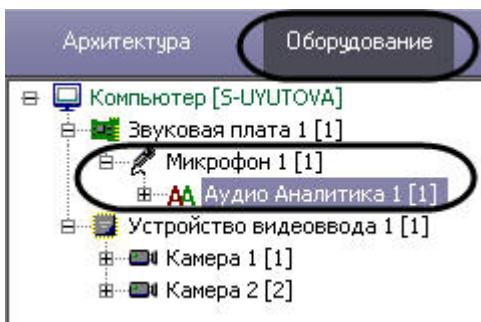 Архитектура Оборудование
Компьютер [S-UYUTOVA]
Звуковая плата 1 [1]
Микрофон 1 [1]
Аудио Аналитика 1 [1]
Устройство видеоввода 1 [1]
Камера 1 [1]
Камера 2 [2]